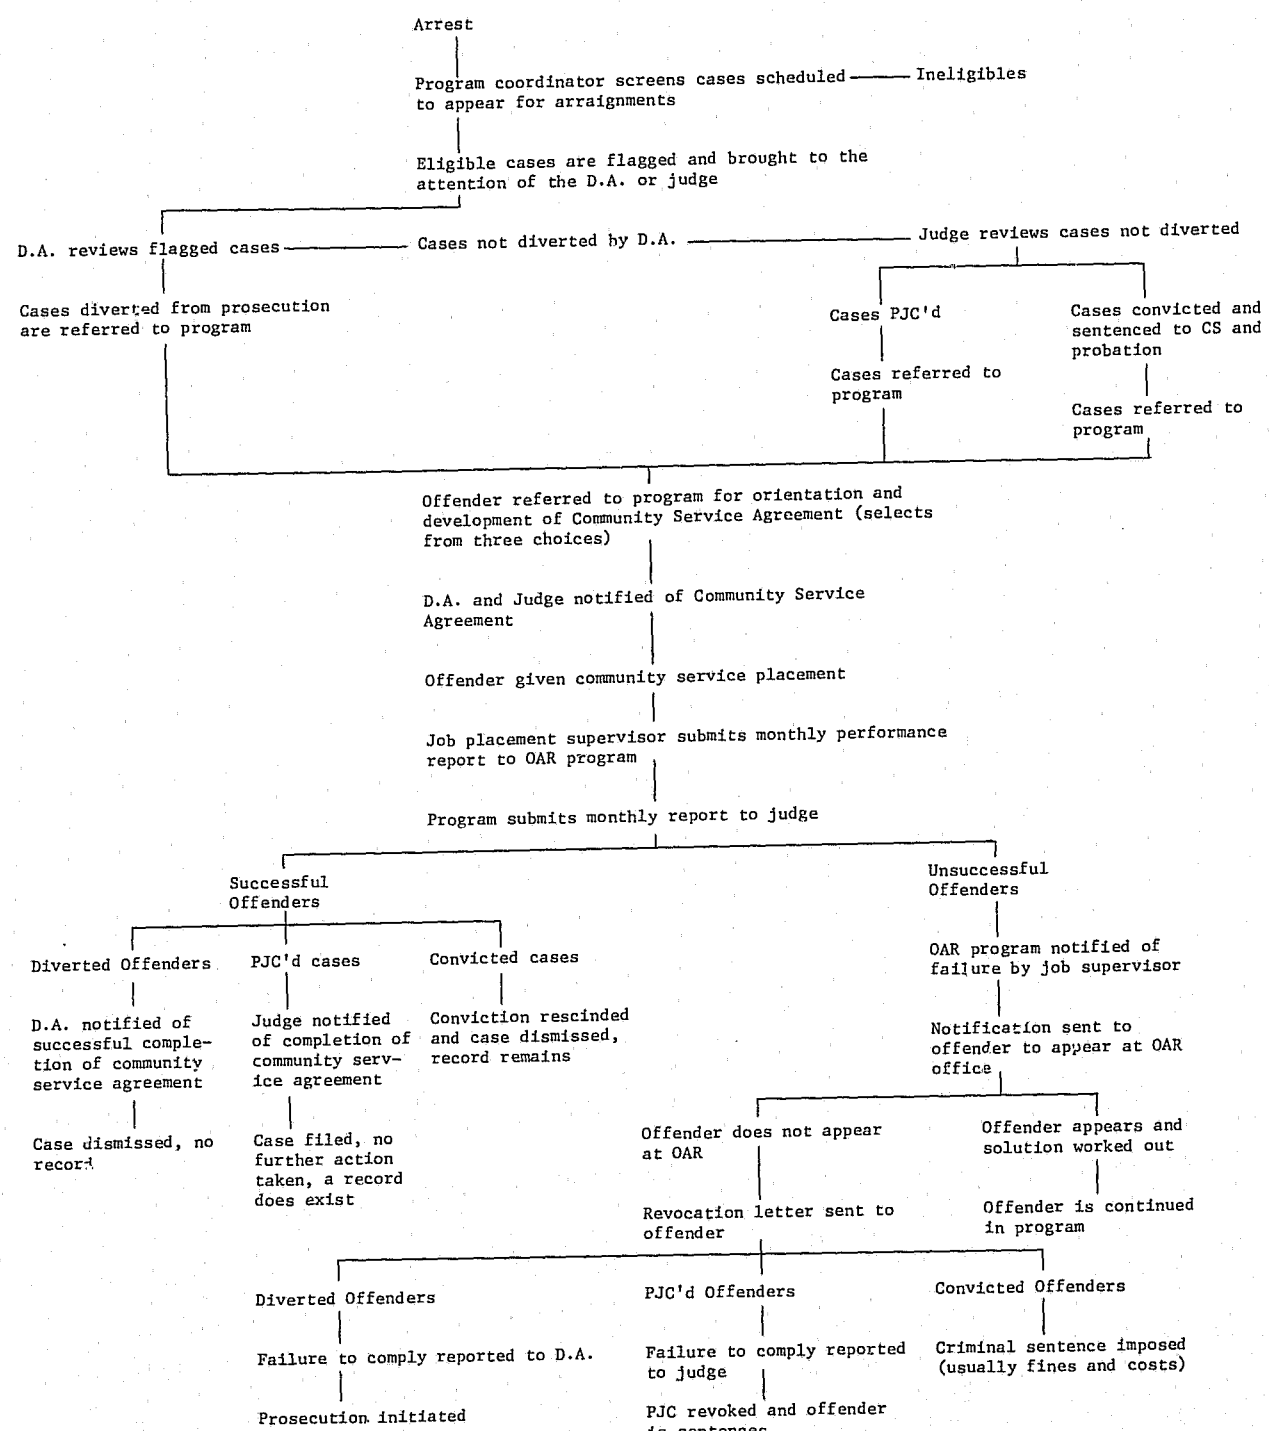 Arrest
Program coordinator screens cases scheduled
to appear for arraignments
Ineligibles
Eligible cases are flagged and brought to the
attention of the D.A. or judge
D.A. reviews flagged cases
Cases not diverted by D.A.
Judge reviews cases not diverted
Cases diverted from prosecution
are referred to program
Cases PJC'd
Cases referred to
program
Cases convicted and
sentenced to CS and
probation
Cases referred to
program
Offender referred to program for orientation and
development of Community Service Agreement (selects
from three choices)
D.A. and Judge notified of Community Service
Agreement
Offender given community service placement
Job placement supervisor submits monthly performance
report to OAR program
Program submits monthly report to judge
Successful
Offenders
Diverted Offenders
D.A. notified of
successful comple-
tion of community
service agreement
Case dismissed, no
record
PJC'd cases
Judge notified
of completion of
community serv-
ice agreement
Case filed, no
further action
taken, a record
does exist
Convicted cases
Conviction rescinded
and case dismissed,
record remains
Unsuccessful
Offenders
OAR program notified of
failure by job supervisor
Notification sent to
offender to appear at OAR
office
Offender does not appear
at OAR
Revocation letter sent to
offender
Offender appears and
solution worked out
Offender is continued
in program
Diverted Offenders
Failure to comply reported to D.A.
Prosecution initiated
PJC'd Offenders
Failure to comply reported
to judge
PJC revoked and offender
Convicted Offenders
Criminal sentence imposed
(usually fines and costs)